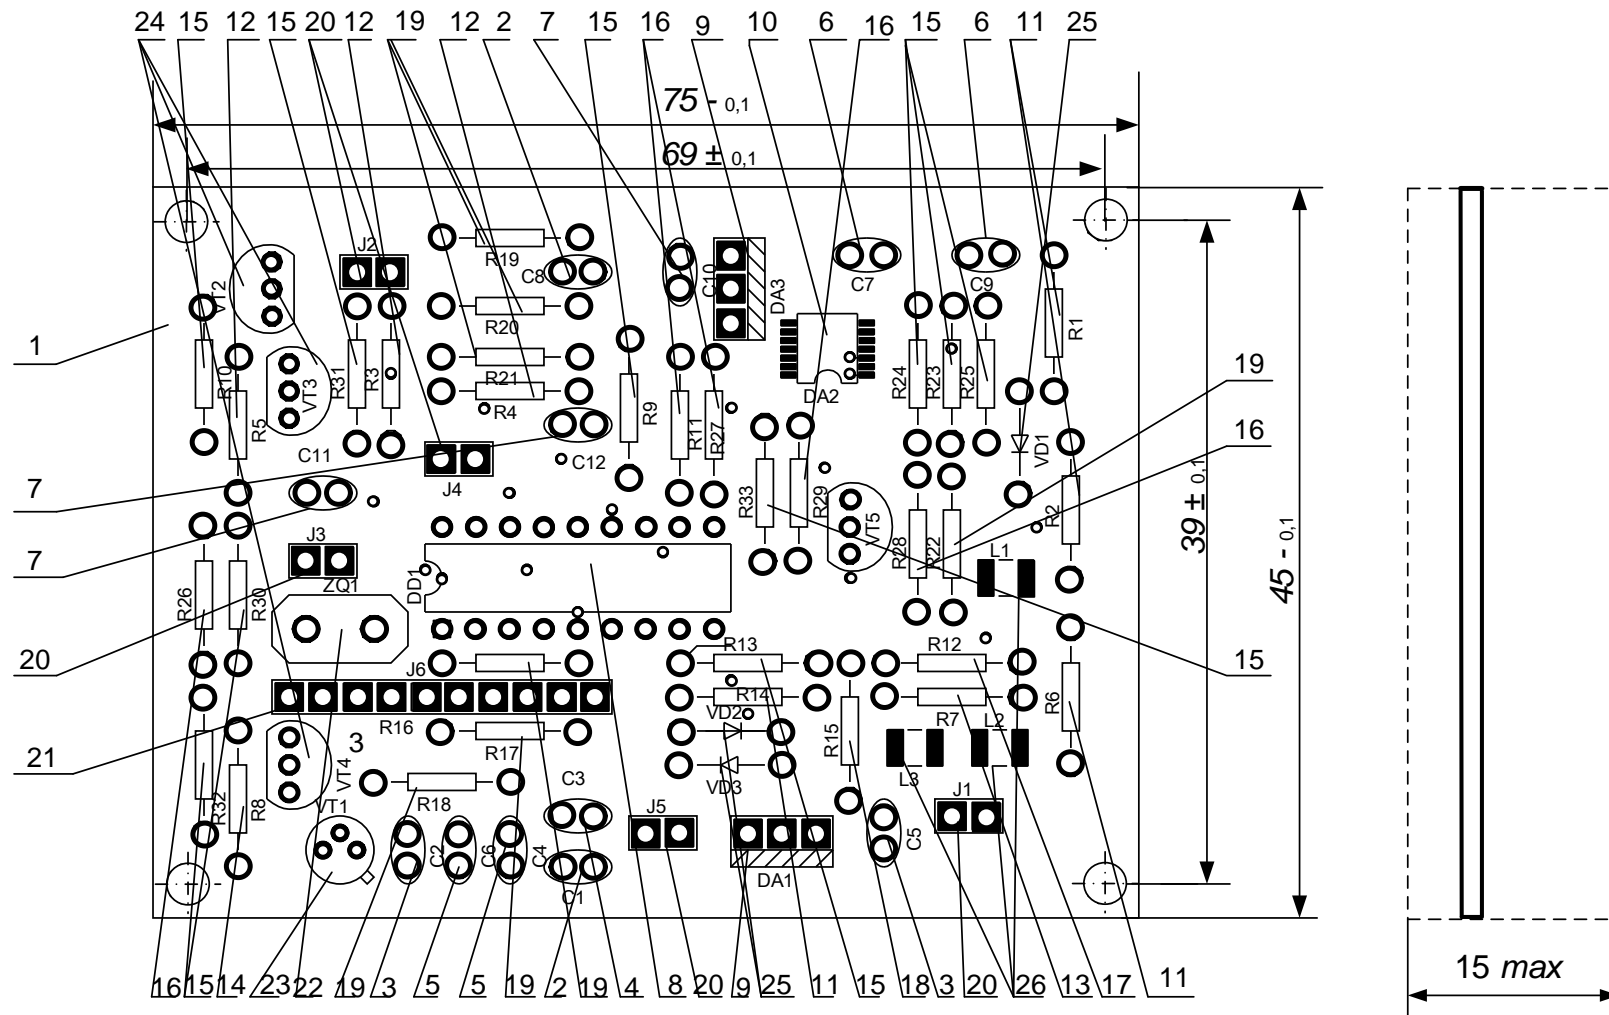 24 15 12 15 20 12 19 12 2 7 15 16 9 10 6 16 15 6 11 25
75 - 0,1
69 ± 0,1
J2
R19
C8
C10
DA3
C7
C9
VT2
R20
R1
1
R10
VT3
R31
R3
R21
R4
R9
R11
R27
DA2
R24
R23
R25
19
R5
C11
J4
C12
VD1
16
7
R33
R29
VT5
R28
R22
R2
39 ± 0,1
45 - 0,1
7
J3
ZQ1
DD1
L1
R26
R30
20
J6
R13
R12
15
R14
R16
R17
VD2
R15
R7
L2
R6
21
3
VT4
VD3
L3
R32
R8
VT1
R18
C3
J5
J1
C2
C6
C4
C5
C1
DA1
15 max
16 15 14 23 22 19 3 5 5 19 2 19 4 8 20 9 25 11 15 18 3 20 26 13 17 11